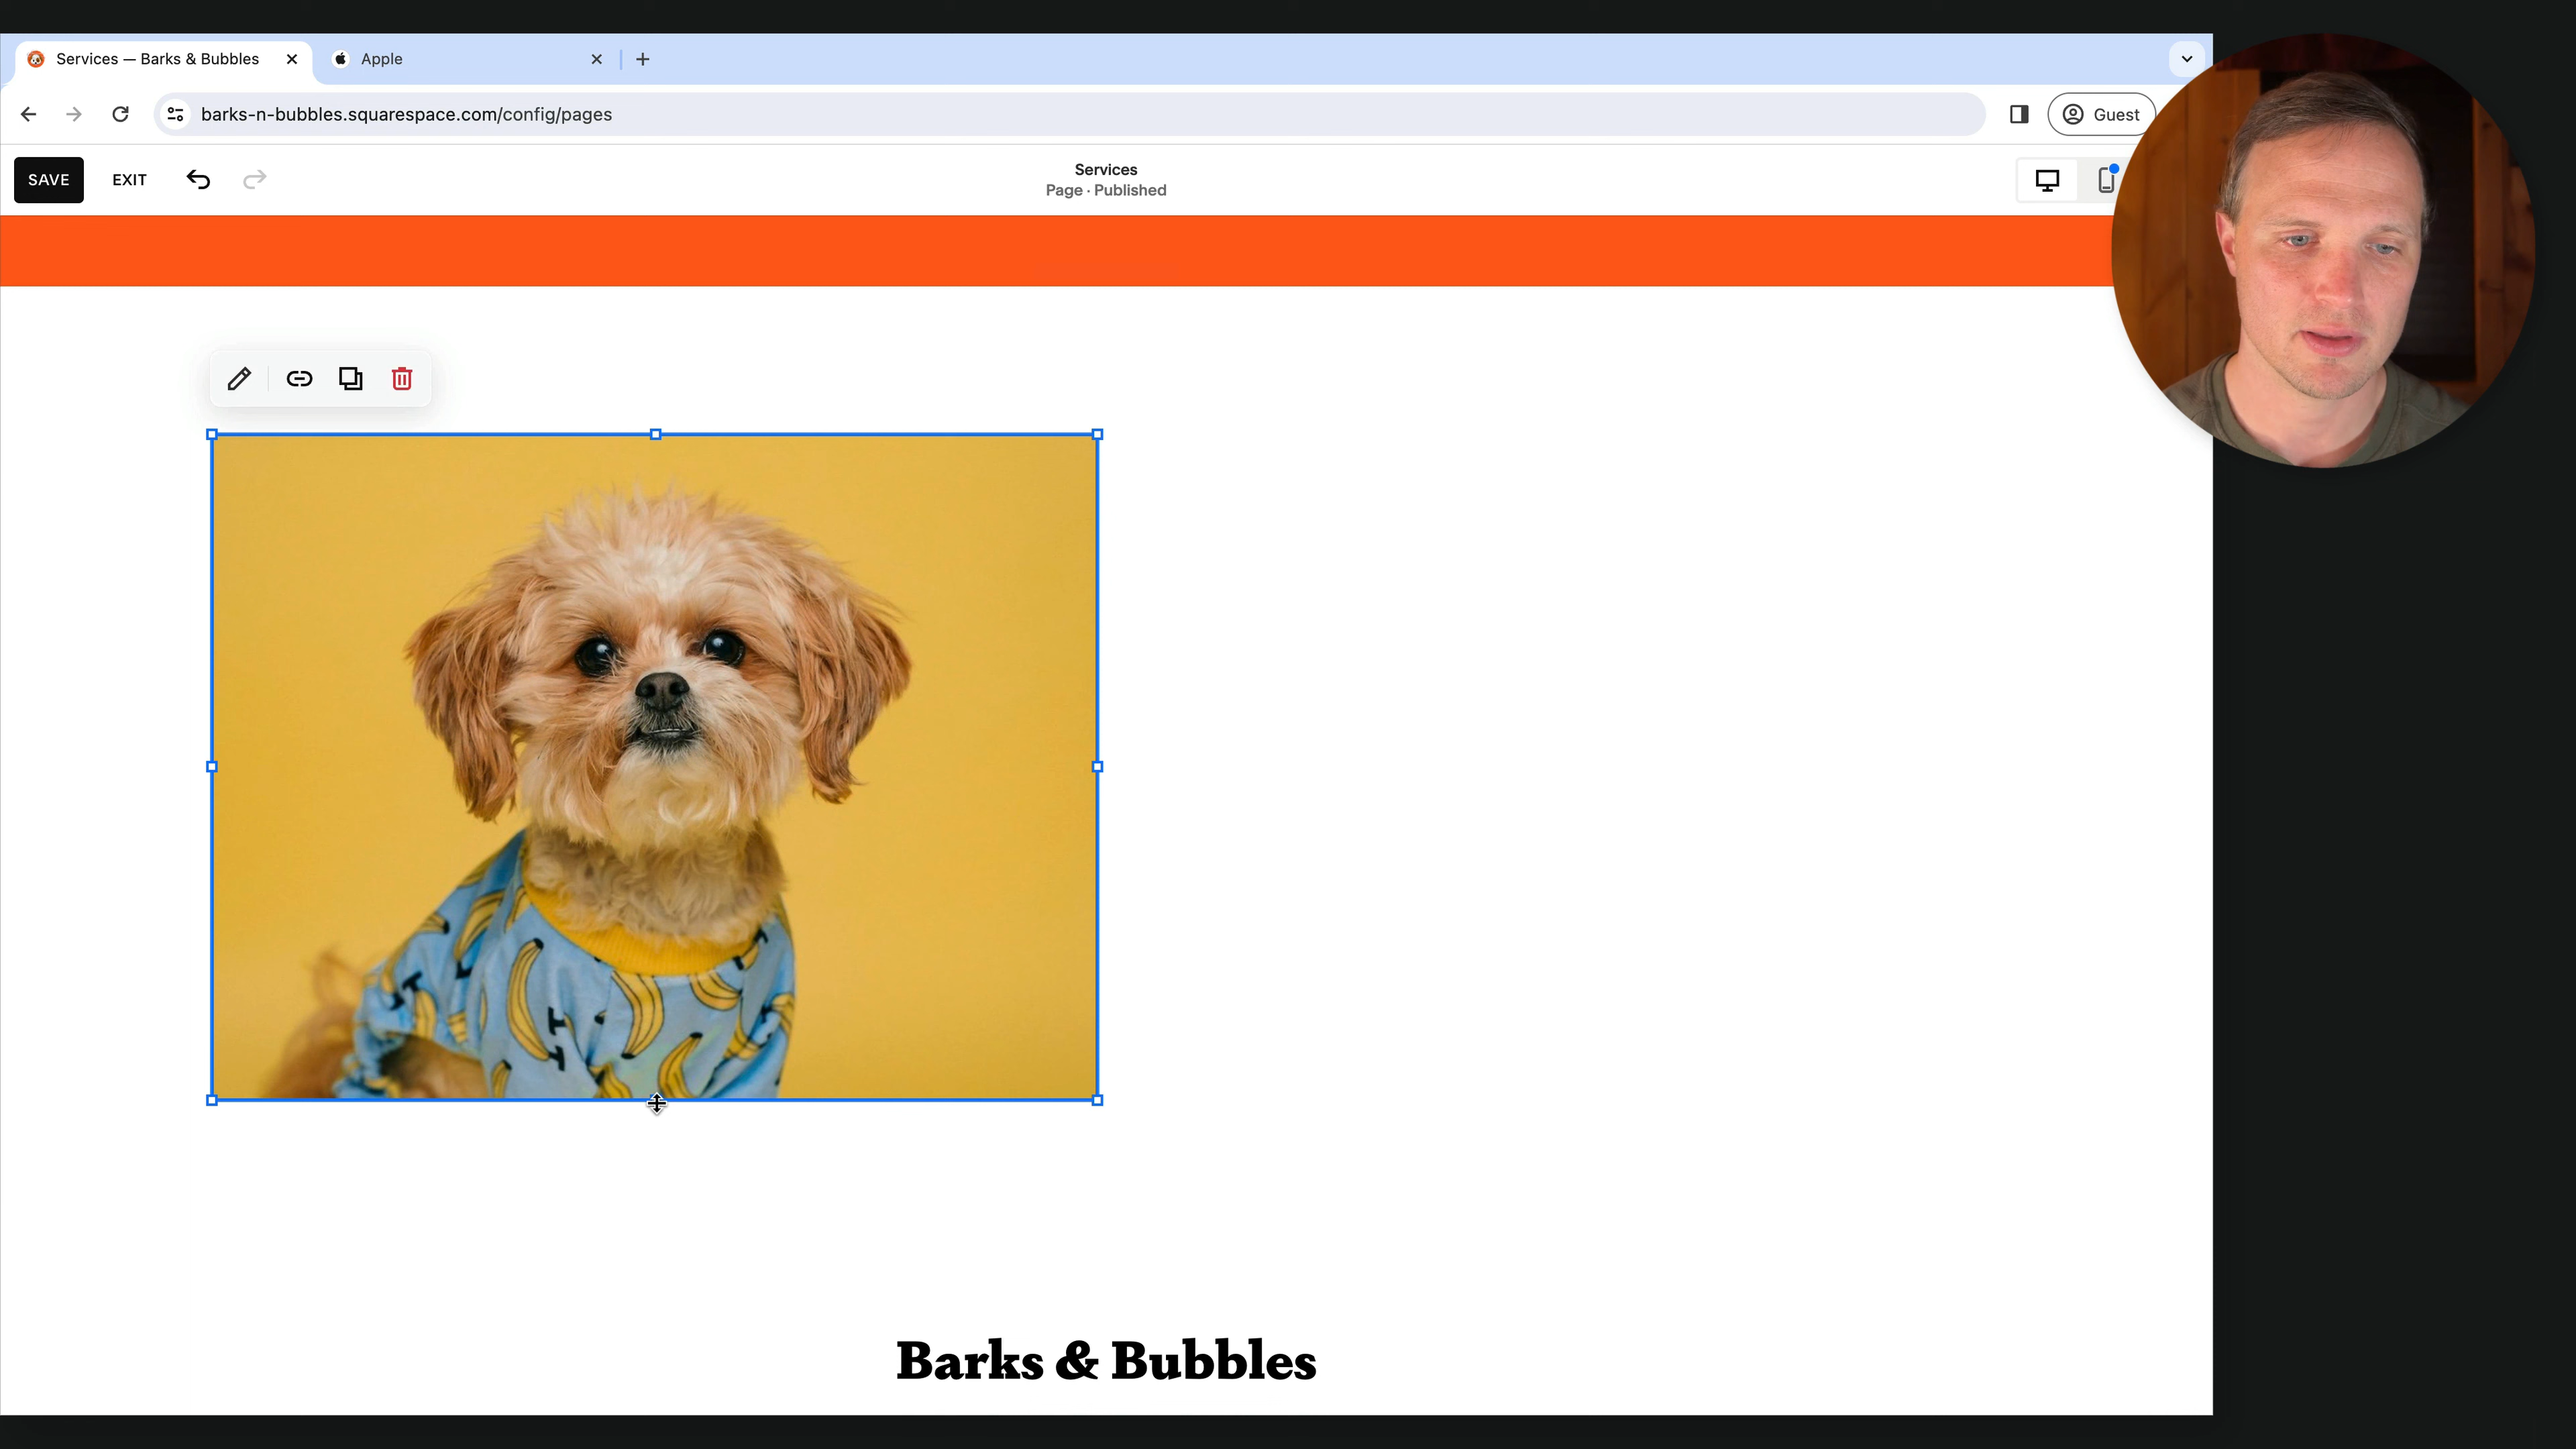 Services — Barks & Bubbles
Apple
barks-n-bubbles.squarespace.com/config/pages
Guest
SAVE
EXIT
Services
Page · Published
Barks & Bubbles